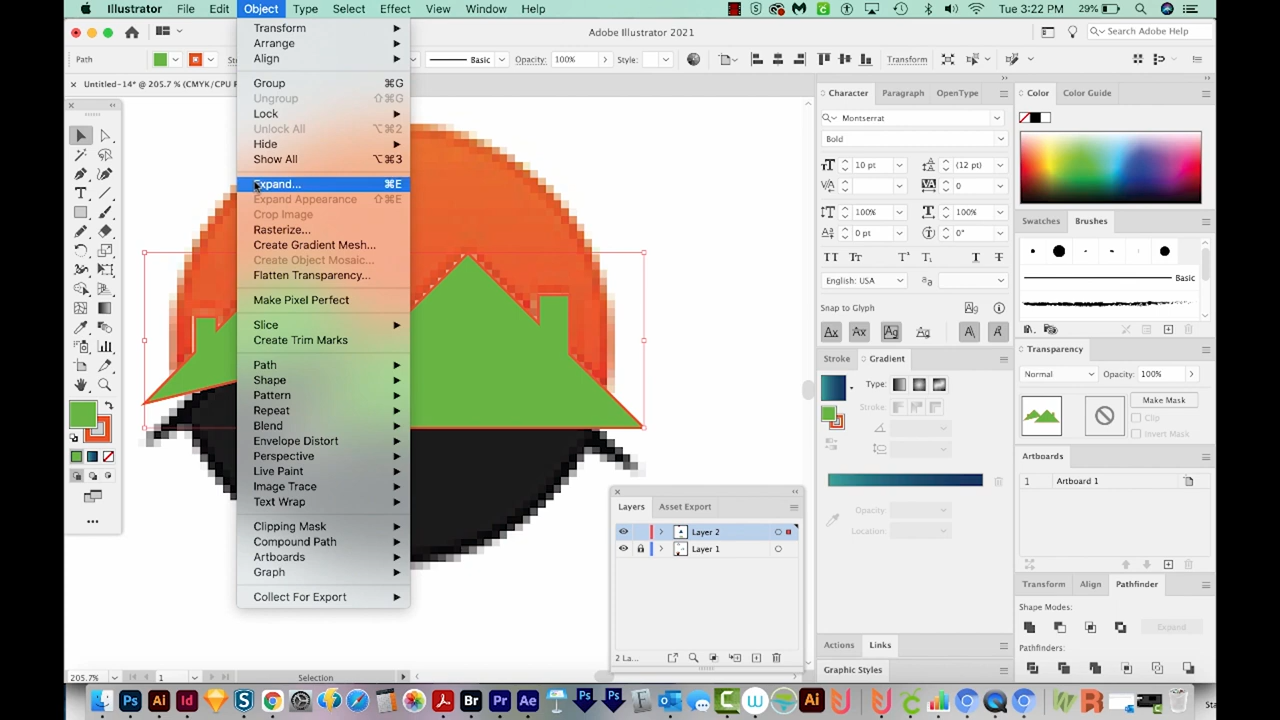 Illustrator File Edit Object Type Select Effect View Window Help
Tue 3:22 PM
29%
Adobe Illustrator 2021
Search Adobe Help
Path
Basic
Opacity: 100%
Style:
Transform
Untitled-14* @ 205.7 % (CMYK/CPU
Transform
Arrange
Align
Group ⌘G
Ungroup ⇧⌘G
Lock
Unlock All ⌥⌘2
Hide
Show All ⌥⌘3
Expand... ⌘E
Expand Appearance ⇧⌘E
Crop Image
Rasterize...
Create Gradient Mesh...
Create Object Mosaic...
Flatten Transparency...
Make Pixel Perfect
Slice
Create Trim Marks
Path
Shape
Pattern
Repeat
Blend
Envelope Distort
Perspective
Live Paint
Image Trace
Text Wrap
Clipping Mask
Compound Path
Artboards
Graph
Collect For Export
Character Paragraph OpenType
Montserrat
Bold
10 pt (12 pt)
0
100% 100%
0 pt 0°
English: USA
Snap to Glyph
Stroke Gradient
Type:
Stroke:
Opacity
Location:
Actions Links
Graphic Styles
Color Color Guide
Swatches Brushes
Basic
Transparency
Normal Opacity: 100%
Make Mask
Clip
Invert Mask
Artboards
1 Artboard 1
Transform Align Pathfinder
Shape Modes:
Expand
Pathfinders:
Layers Asset Export
Layer 2
Layer 1
2 La...
205.7% 1 Selection